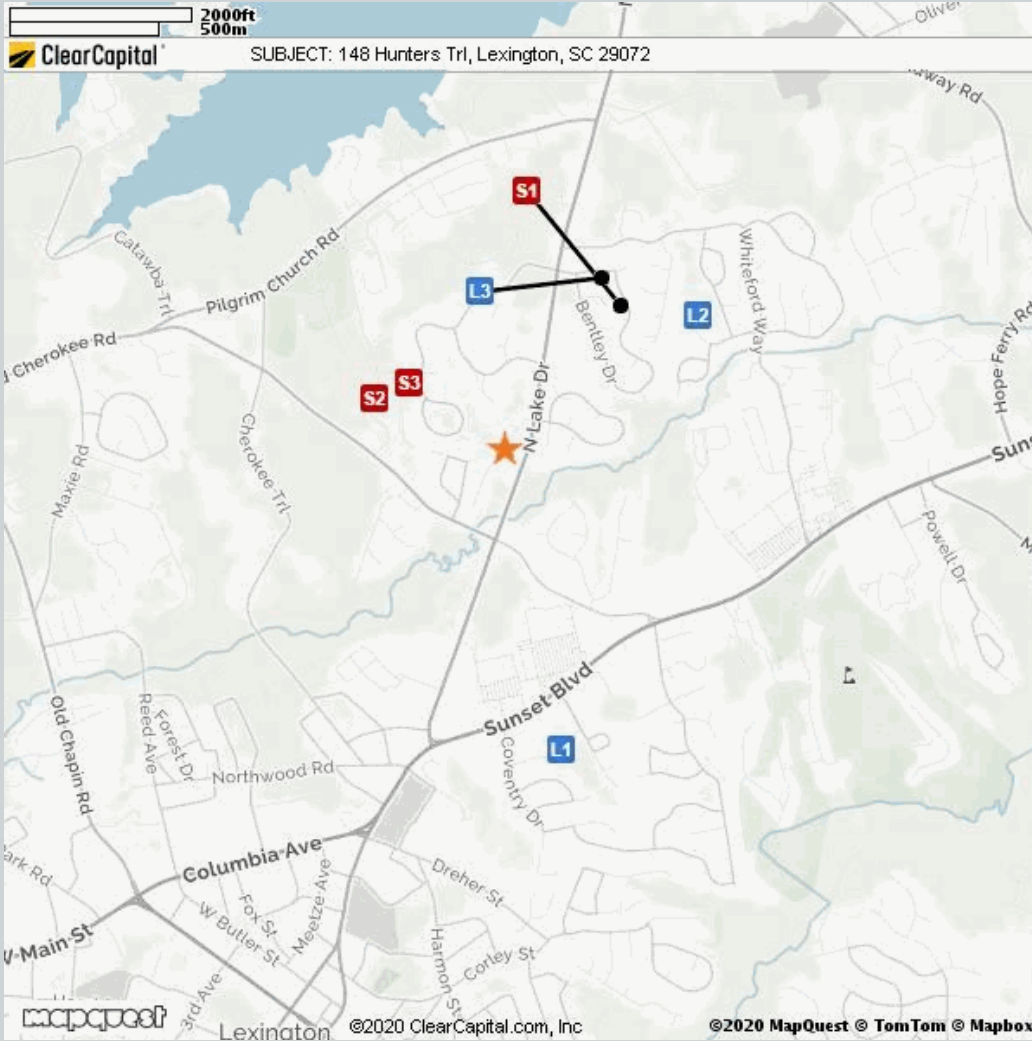 2000ft
500m
ClearCapital
SUBJECT: 148 Hunters Trl, Lexington, SC 29072
Catawba Trl
Pilgrim Church Rd
Cherokee Rd
Cherokee Trl
Maxie Rd
S1
L3
L2
S2
S3
Bentley Dr
Whiteford Way
N Lake Dr
Hope Ferry Rd
Powell Dr
Sunset Blvd
L1
Old Chapin Rd
Reed Ave
Forest Dr
Northwood Rd
Coventry Dr
Columbia Ave
Dreher St
Meetze Ave
Fox St
W Butler St
W Main St
Harmon St
Corley St
3rd Ave
Lexington
mapquest
©2020 ClearCapital.com, Inc
©2020 MapQuest © TomTom © Mapbox